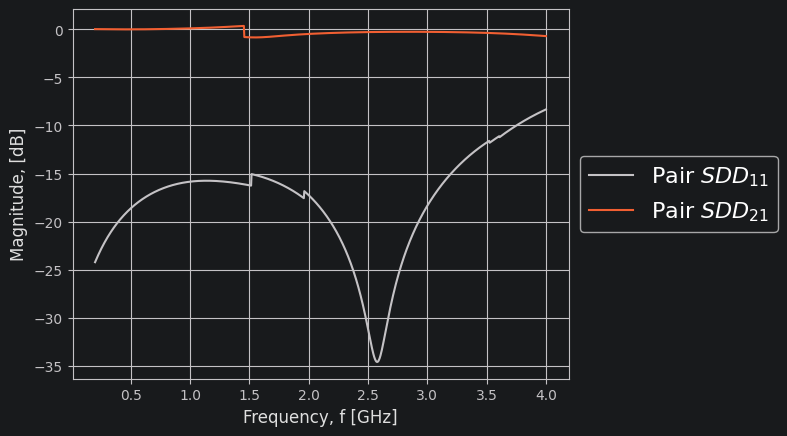 0
−5
−10
−15
−20
−25
−30
−35
Magnitude, [dB]
0.5 1.0 1.5 2.0 2.5 3.0 3.5 4.0
Frequency, f [GHz]
Pair SDD₁₁
Pair SDD₂₁